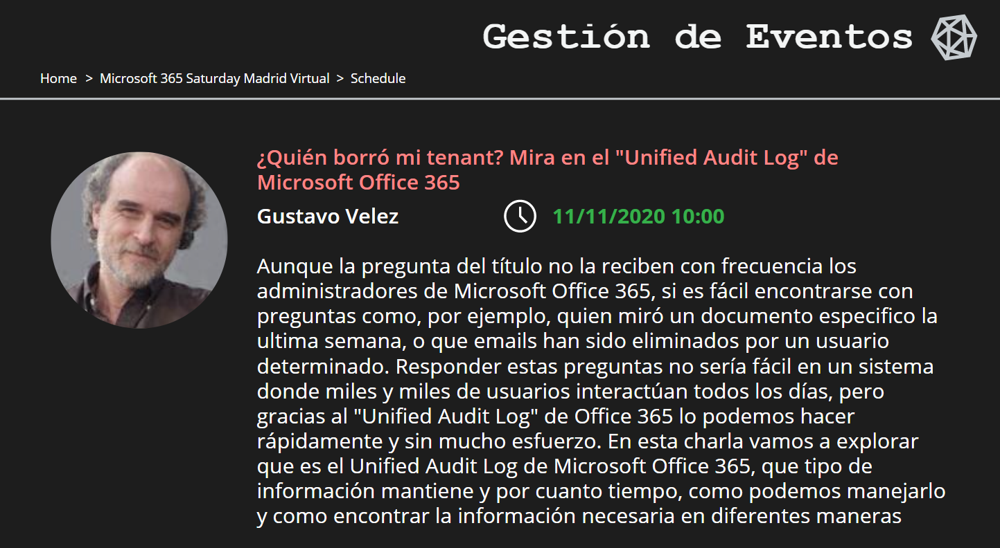 Gestión de Eventos
Home > Microsoft 365 Saturday Madrid Virtual > Schedule
¿Quién borró mi tenant? Mira en el "Unified Audit Log" de
Microsoft Office 365
Gustavo Velez
11/11/2020 10:00
Aunque la pregunta del título no la reciben con frecuencia los
administradores de Microsoft Office 365, si es fácil encontrarse con
preguntas como, por ejemplo, quien miró un documento especifico la
ultima semana, o que emails han sido eliminados por un usuario
determinado. Responder estas preguntas no sería fácil en un sistema
donde miles y miles de usuarios interactúan todos los días, pero
gracias al "Unified Audit Log" de Office 365 lo podemos hacer
rápidamente y sin mucho esfuerzo. En esta charla vamos a explorar
que es el Unified Audit Log de Microsoft Office 365, que tipo de
información mantiene y por cuanto tiempo, como podemos manejarlo
y como encontrar la información necesaria en diferentes maneras